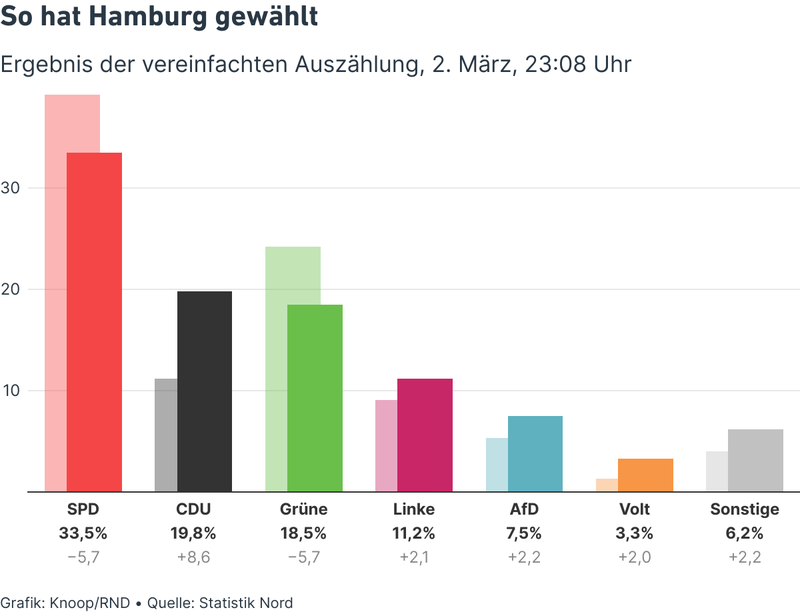 So hat Hamburg gewählt
Ergebnis der vereinfachten Auszählung, 2. März, 23:08 Uhr
30
20
10
SPD CDU Grüne Linke AfD Volt Sonstige
33,5% 19,8% 18,5% 11,2% 7,5% 3,3% 6,2%
−5,7 +8,6 −5,7 +2,1 +2,2 +2,0 +2,2
Grafik: Knoop/RND • Quelle: Statistik Nord